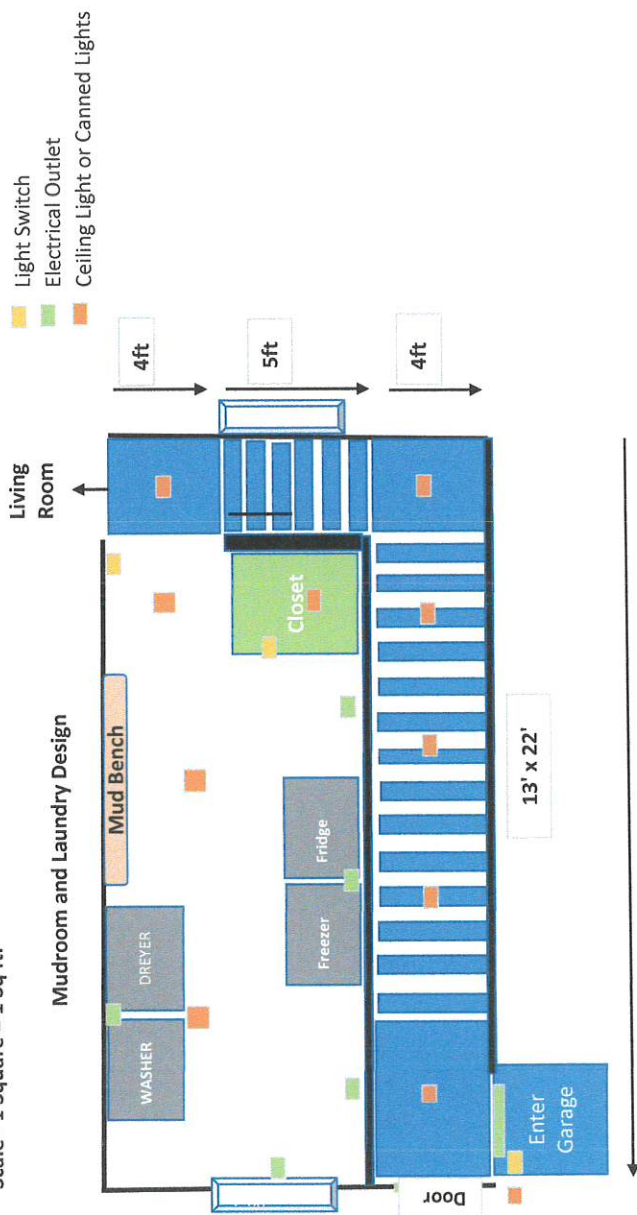 Scale - 1 Square = 1 Sq ft.
Mudroom and Laundry Design
Light Switch
Electrical Outlet
Ceiling Light or Canned Lights
Living
Room
4ft
5ft
4ft
WASHER
DREYER
Mud Bench
Closet
Freezer
Fridge
13' x 22'
Door
Enter
Garage